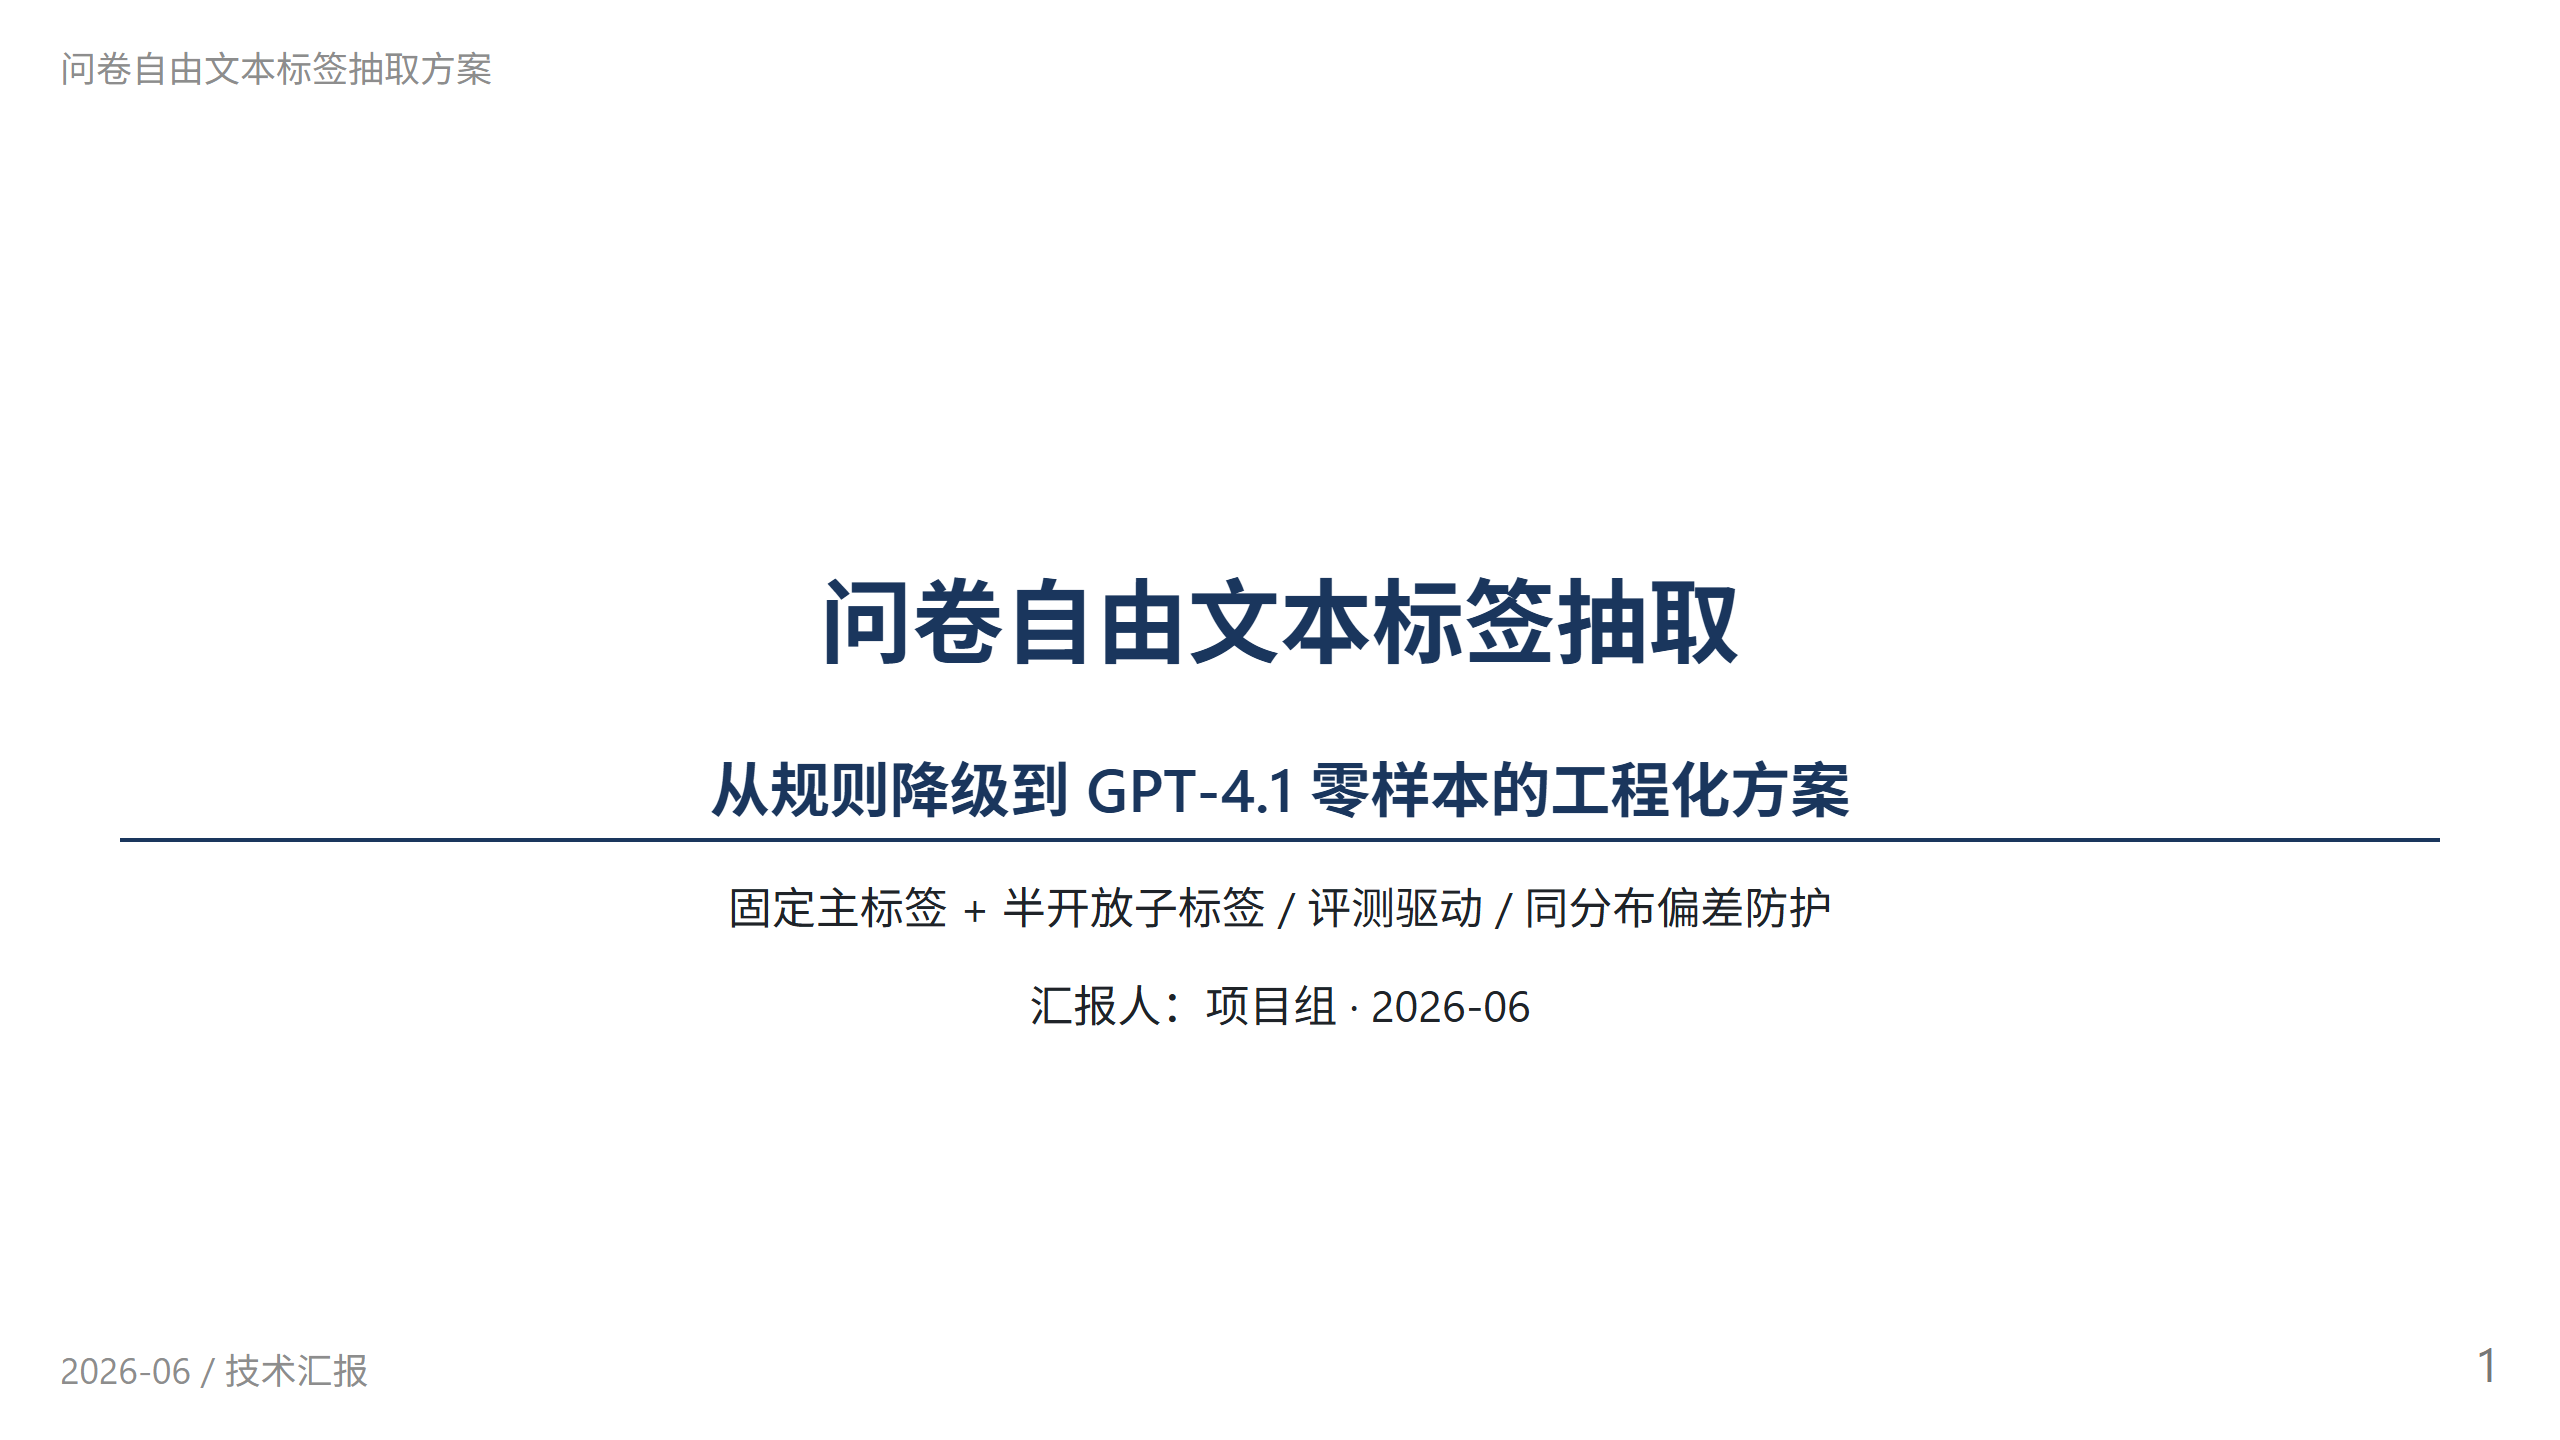 问卷自由文本标签抽取方案
问卷自由文本标签抽取
从规则降级到 GPT-4.1 零样本的工程化方案
固定主标签 + 半开放子标签 / 评测驱动 / 同分布偏差防护
汇报人：项目组 · 2026-06
2026-06 / 技术汇报
1